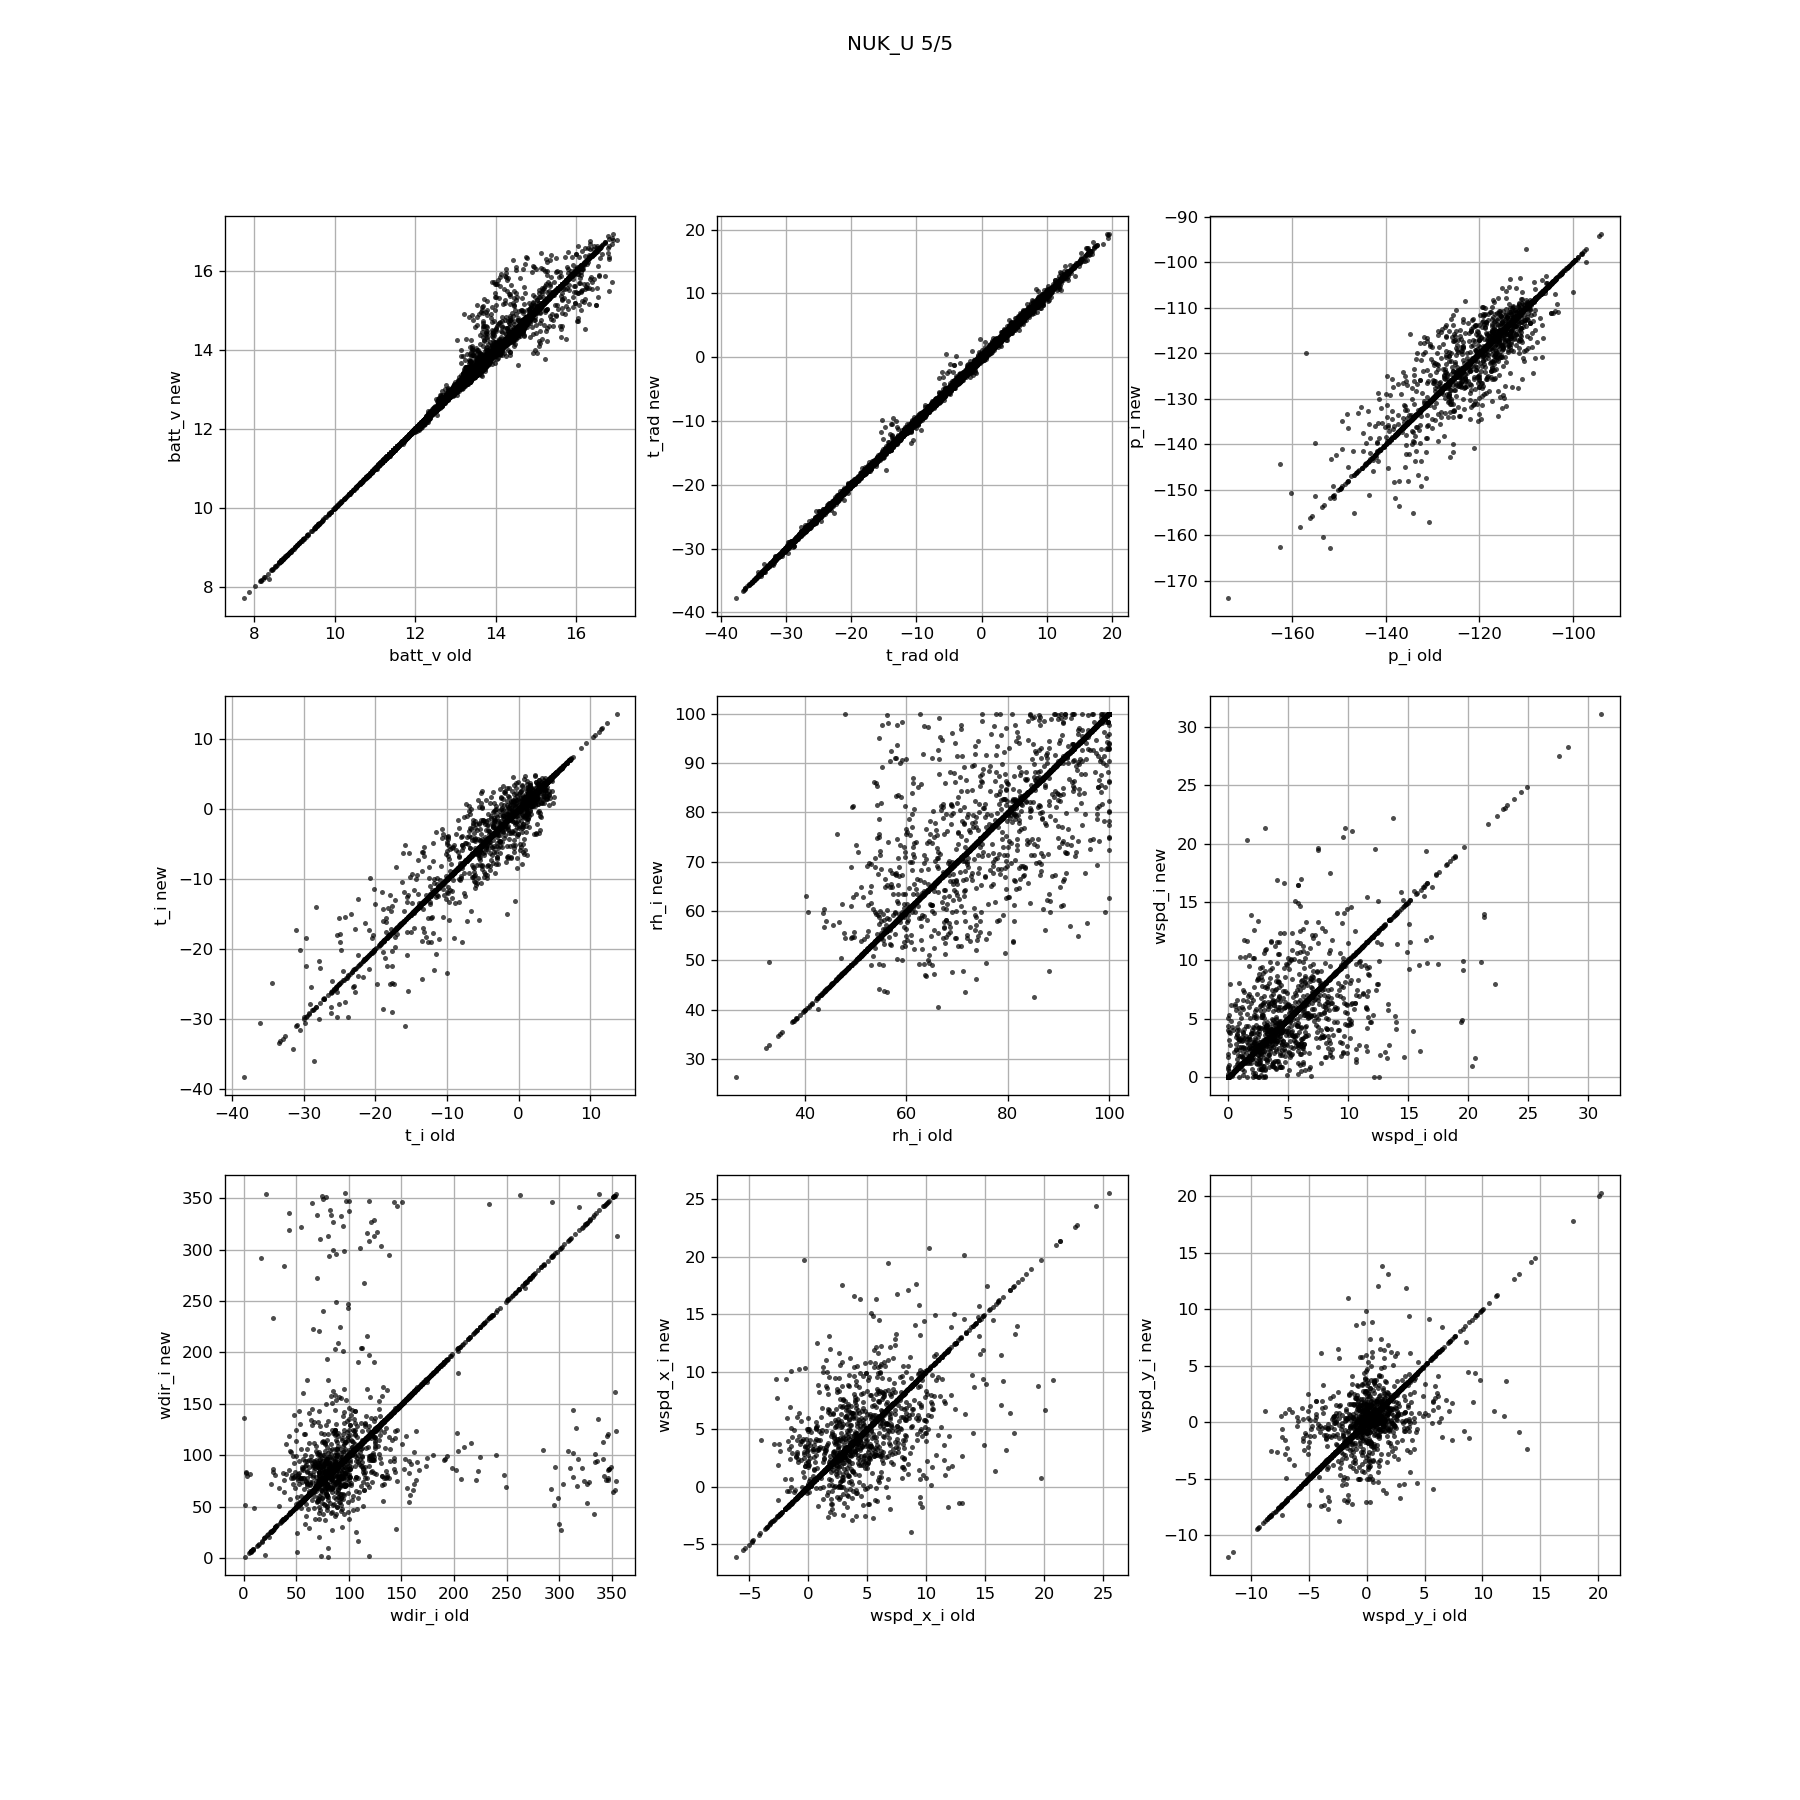 NUK_U 5/5
16
14
12
10
8
batt_v new
8 10 12 14 16
batt_v old
20
10
0
−10
−20
−30
−40
t_rad new
−40 −30 −20 −10 0 10 20
t_rad old
−90
−100
−110
−120
−130
−140
−150
−160
−170
p_i new
−160 −140 −120 −100
p_i old
10
0
−10
−20
−30
−40
t_i new
−40 −30 −20 −10 0 10
t_i old
100
90
80
70
60
50
40
30
rh_i new
40 60 80 100
rh_i old
30
25
20
15
10
5
0
wspd_i new
0 5 10 15 20 25 30
wspd_i old
350
300
250
200
150
100
50
0
wdir_i new
0 50 100 150 200 250 300 350
wdir_i old
25
20
15
10
5
0
−5
wspd_x_i new
−5 0 5 10 15 20 25
wspd_x_i old
20
15
10
5
0
−5
−10
wspd_y_i new
−10 −5 0 5 10 15 20
wspd_y_i old